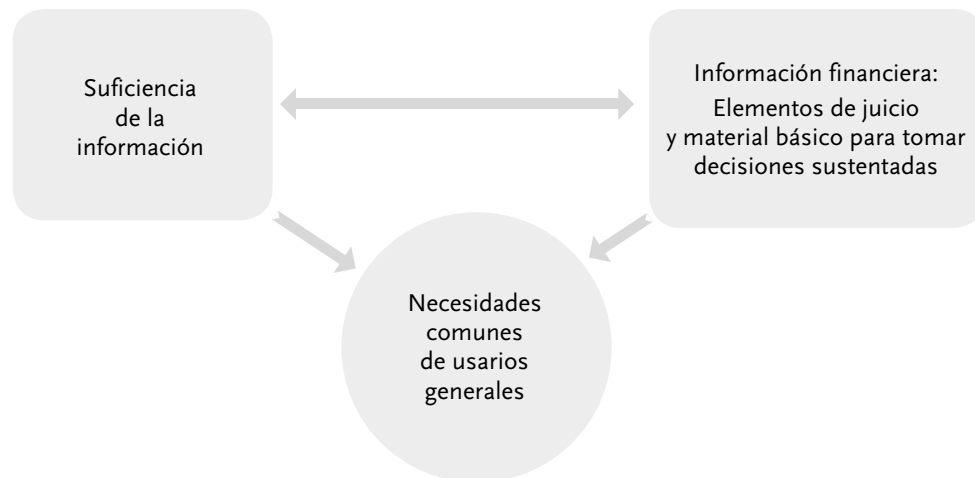 Suficiencia
de la
información
Información financiera:
Elementos de juicio
y material básico para tomar
decisiones sustentadas
Necesidades
comunes
de usarios
generales